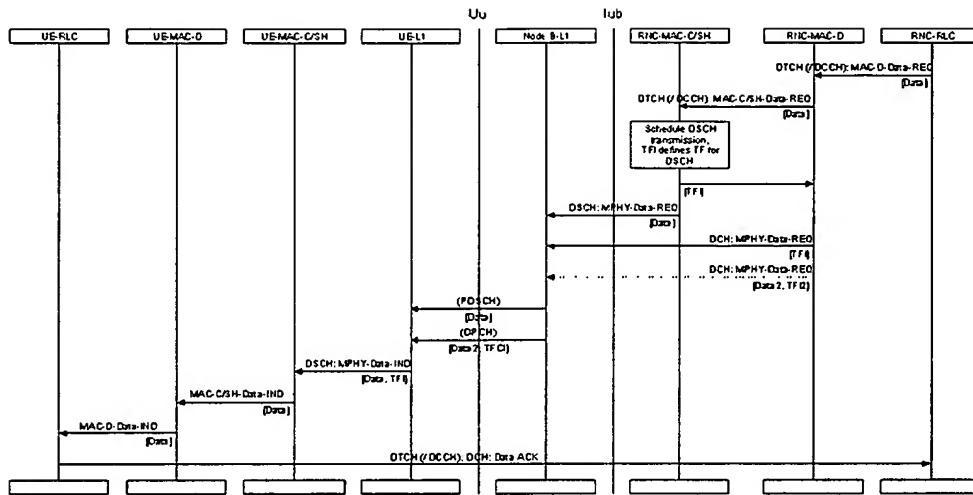 Uu
Iub
UE-RLC
UE-MAC-D
UE-MAC-C/SH
UE-L1
Node B-L1
RNC-MAC-C/SH
RNC-MAC-D
RNC-RLC
DTCH (/ DCCH): MAC-D-Data-REQ
[Data]
DTCH (/ DCCH): MAC-C/SH-Data-REQ
[Data]
Schedule DSCH
transmission,
TFI defines TF for
DSCH
[TFI]
DSCH: MPHY-Data-REQ
[Data]
DCH: MPHY-Data-REQ
[TFI]
DCH: MPHY-Data-REQ
[Data 2, TFI2]
(PDSCH)
[Data]
(DPCH)
[Data 2, TFCI]
DSCH: MPHY-Data-IND
[Data, TFI]
MAC-C/SH-Data-IND
[Data]
MAC-D-Data-IND
[Data]
DTCH (/ DCCH): DCH: Data ACK